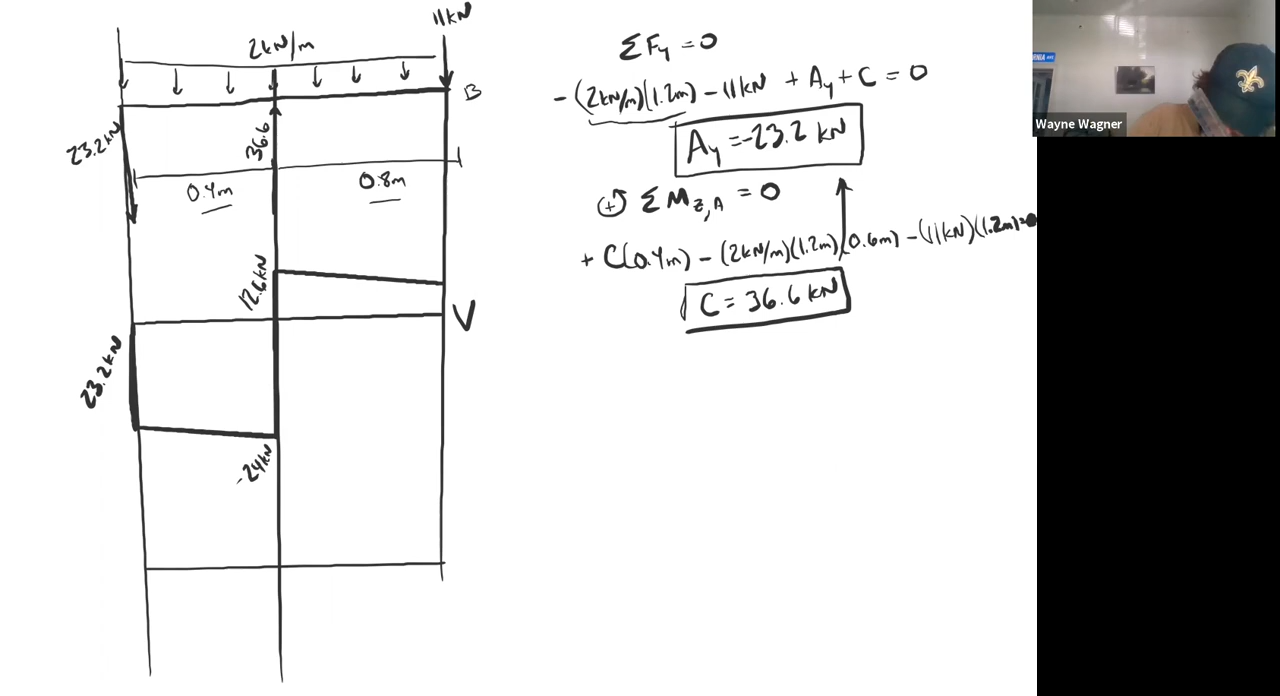 11kN
2kN/m
B
23.2kN
36.6
0.4m
0.8m
12.6kN
V
23.2kN
-24kN
ΣFy = 0
- (2kN/m)(1.2m) - 11kN + Ay + C = 0
Ay = -23.2 kN
(+) ΣM z,A = 0
+ C(0.4m) - (2kN/m)(1.2m)(0.6m) - (11kN)(1.2m)=0
C = 36.6 kN
Wayne Wagner